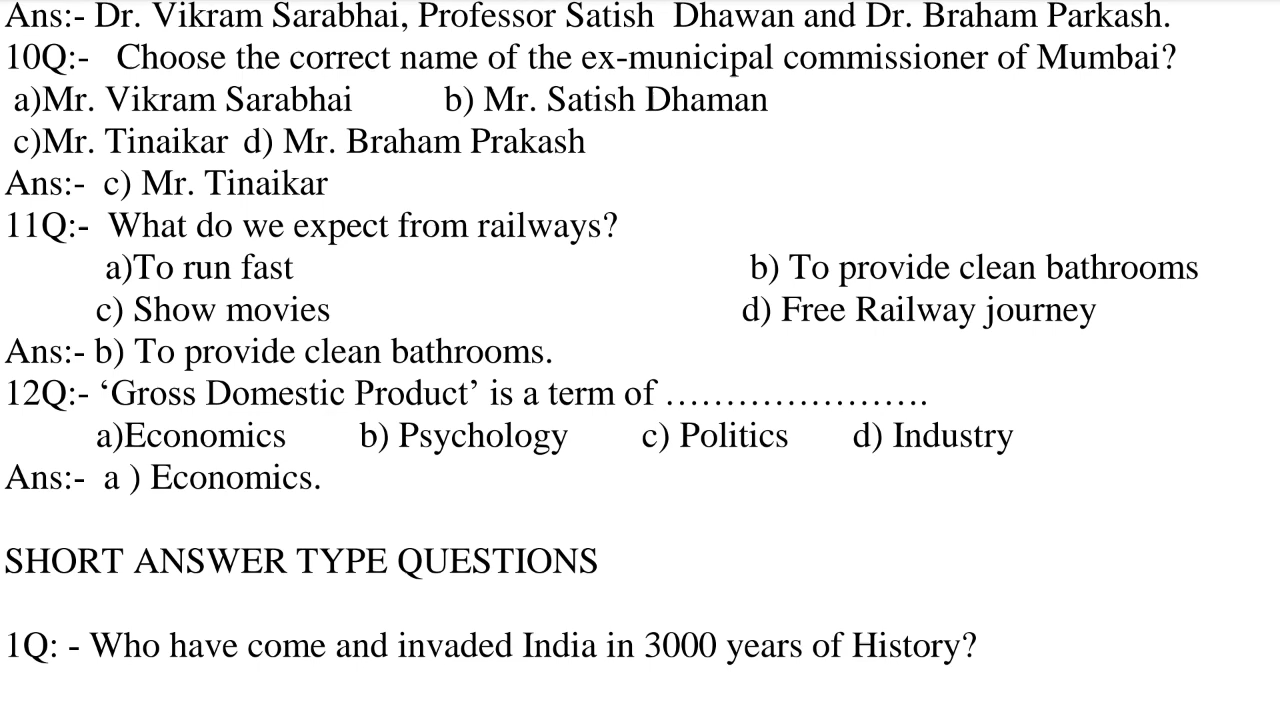 Ans:- Dr. Vikram Sarabhai, Professor Satish Dhawan and Dr. Braham Parkash.
10Q:- Choose the correct name of the ex-municipal commissioner of Mumbai?
a)Mr. Vikram Sarabhai b) Mr. Satish Dhaman
c)Mr. Tinaikar d) Mr. Braham Prakash
Ans:- c) Mr. Tinaikar
11Q:- What do we expect from railways?
a)To run fast b) To provide clean bathrooms
c) Show movies d) Free Railway journey
Ans:- b) To provide clean bathrooms.
12Q:- ‘Gross Domestic Product’ is a term of ………………….
a)Economics b) Psychology c) Politics d) Industry
Ans:- a ) Economics.
SHORT ANSWER TYPE QUESTIONS
1Q: - Who have come and invaded India in 3000 years of History?